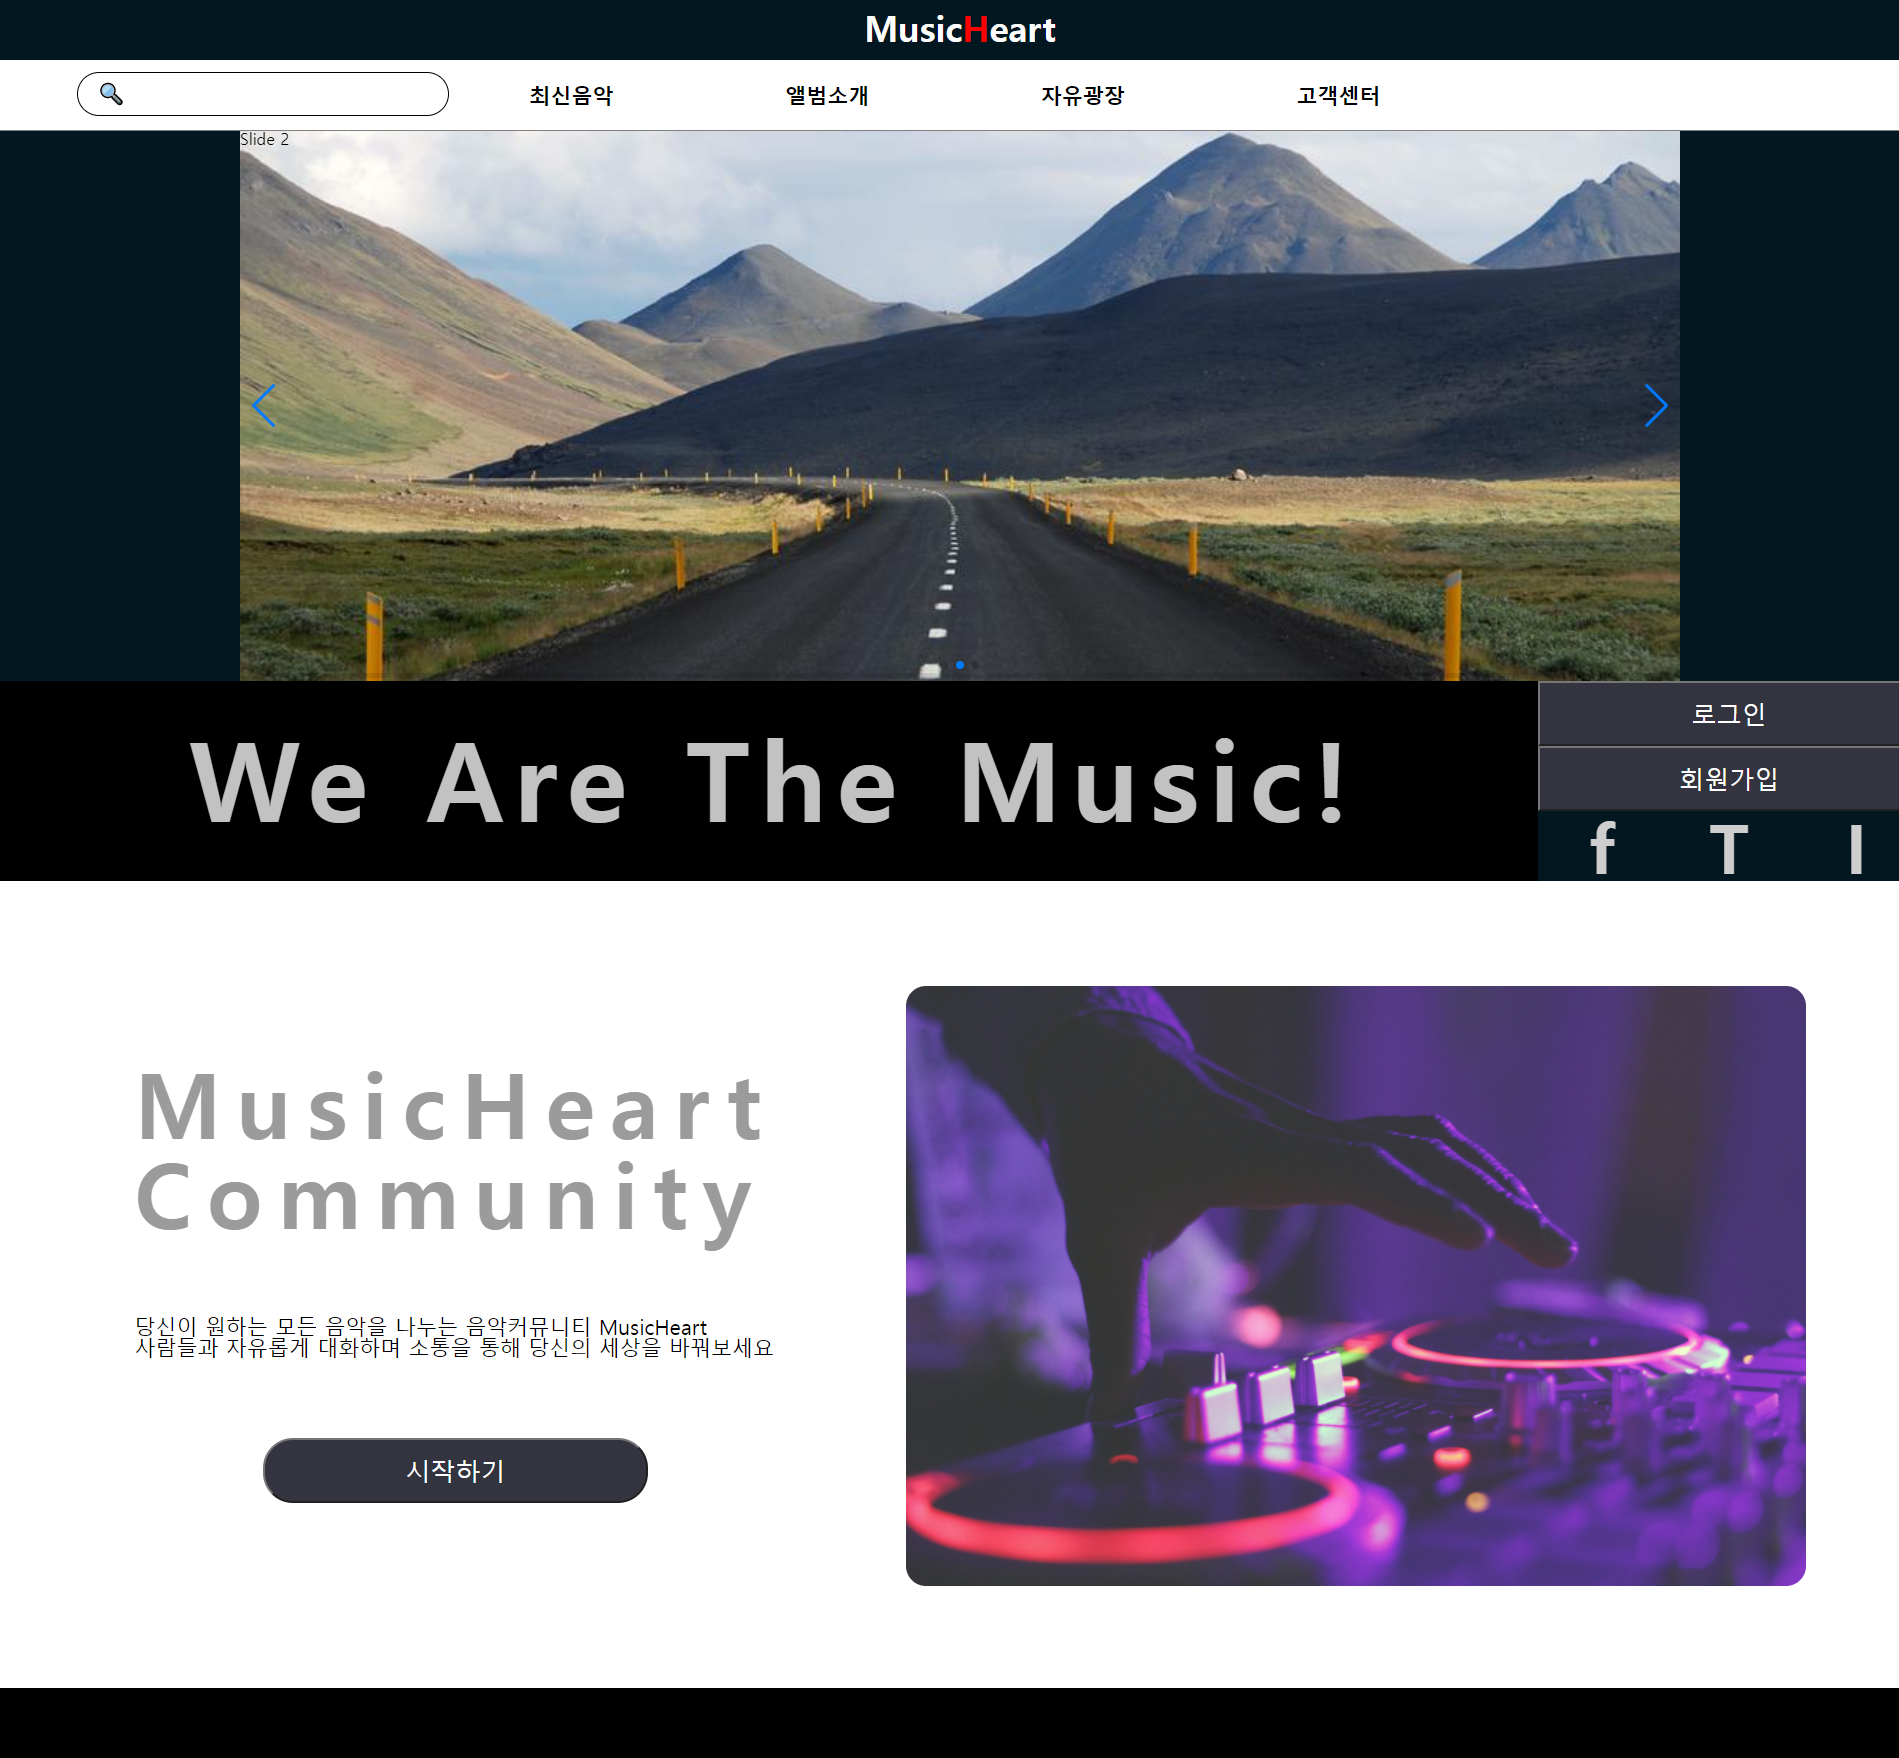 MusicHeart
최신음악 앨범소개 자유광장 고객센터
Slide 2
We Are The Music!
로그인
회원가입
f T I
MusicHeart
Community
당신이 원하는 모든 음악을 나누는 음악커뮤니티 MusicHeart
사람들과 자유롭게 대화하며 소통을 통해 당신의 세상을 바꿔보세요
시작하기